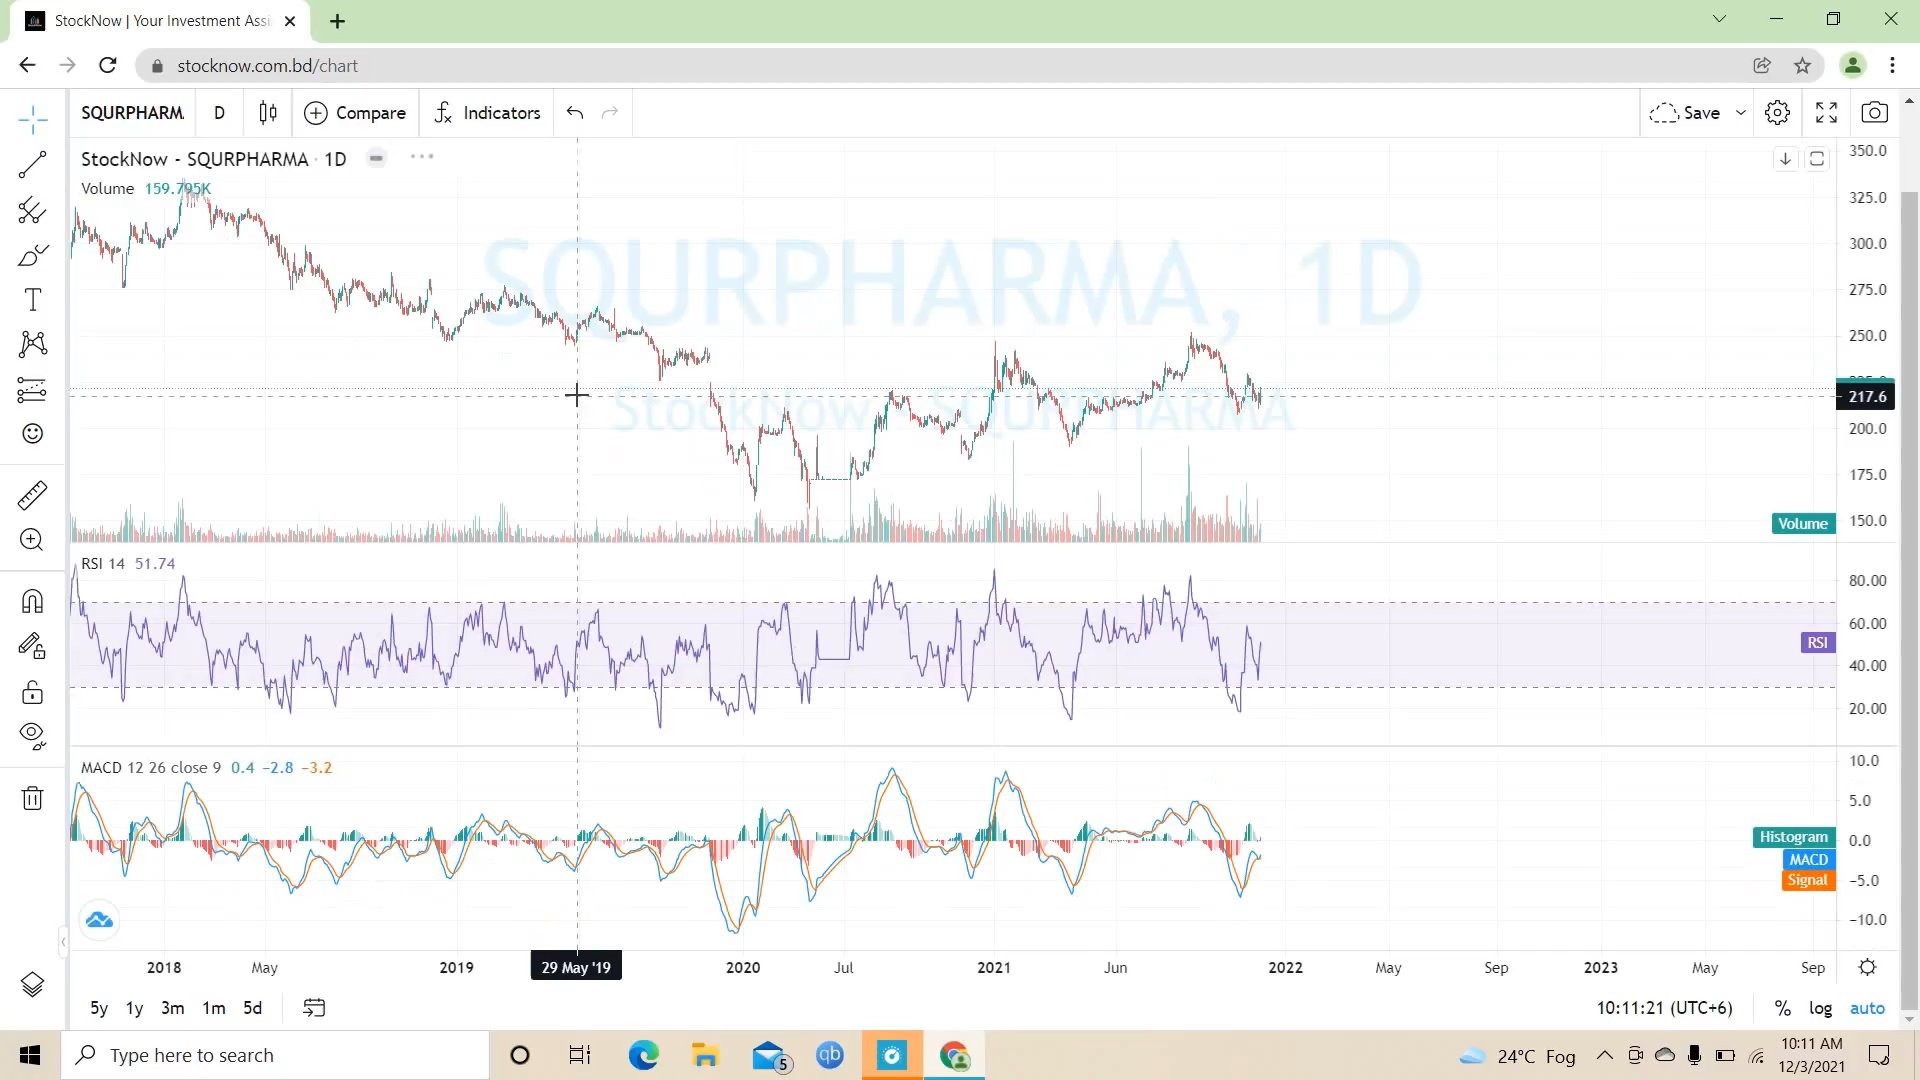 StockNow | Your Investment Assi
stocknow.com.bd/chart
SQURPHARM D Compare Indicators Save
StockNow - SQURPHARMA · 1D
Volume 159.795K
SQURPHARMA, 1D
StockNow - SQURPHARMA
350.0
325.0
300.0
275.0
250.0
217.6
200.0
175.0
Volume 150.0
RSI 14 51.74
80.00
60.00
RSI
40.00
20.00
MACD 12 26 close 9 0.4 −2.8 −3.2
10.0
5.0
Histogram 0.0
MACD
Signal −5.0
−10.0
2018 May 2019 29 May '19 2020 Jul 2021 Jun 2022 May Sep 2023 May Sep
5y 1y 3m 1m 5d 10:11:21 (UTC+6) % log auto
Type here to search 5 qb 24°C Fog 10:11 AM
12/3/2021